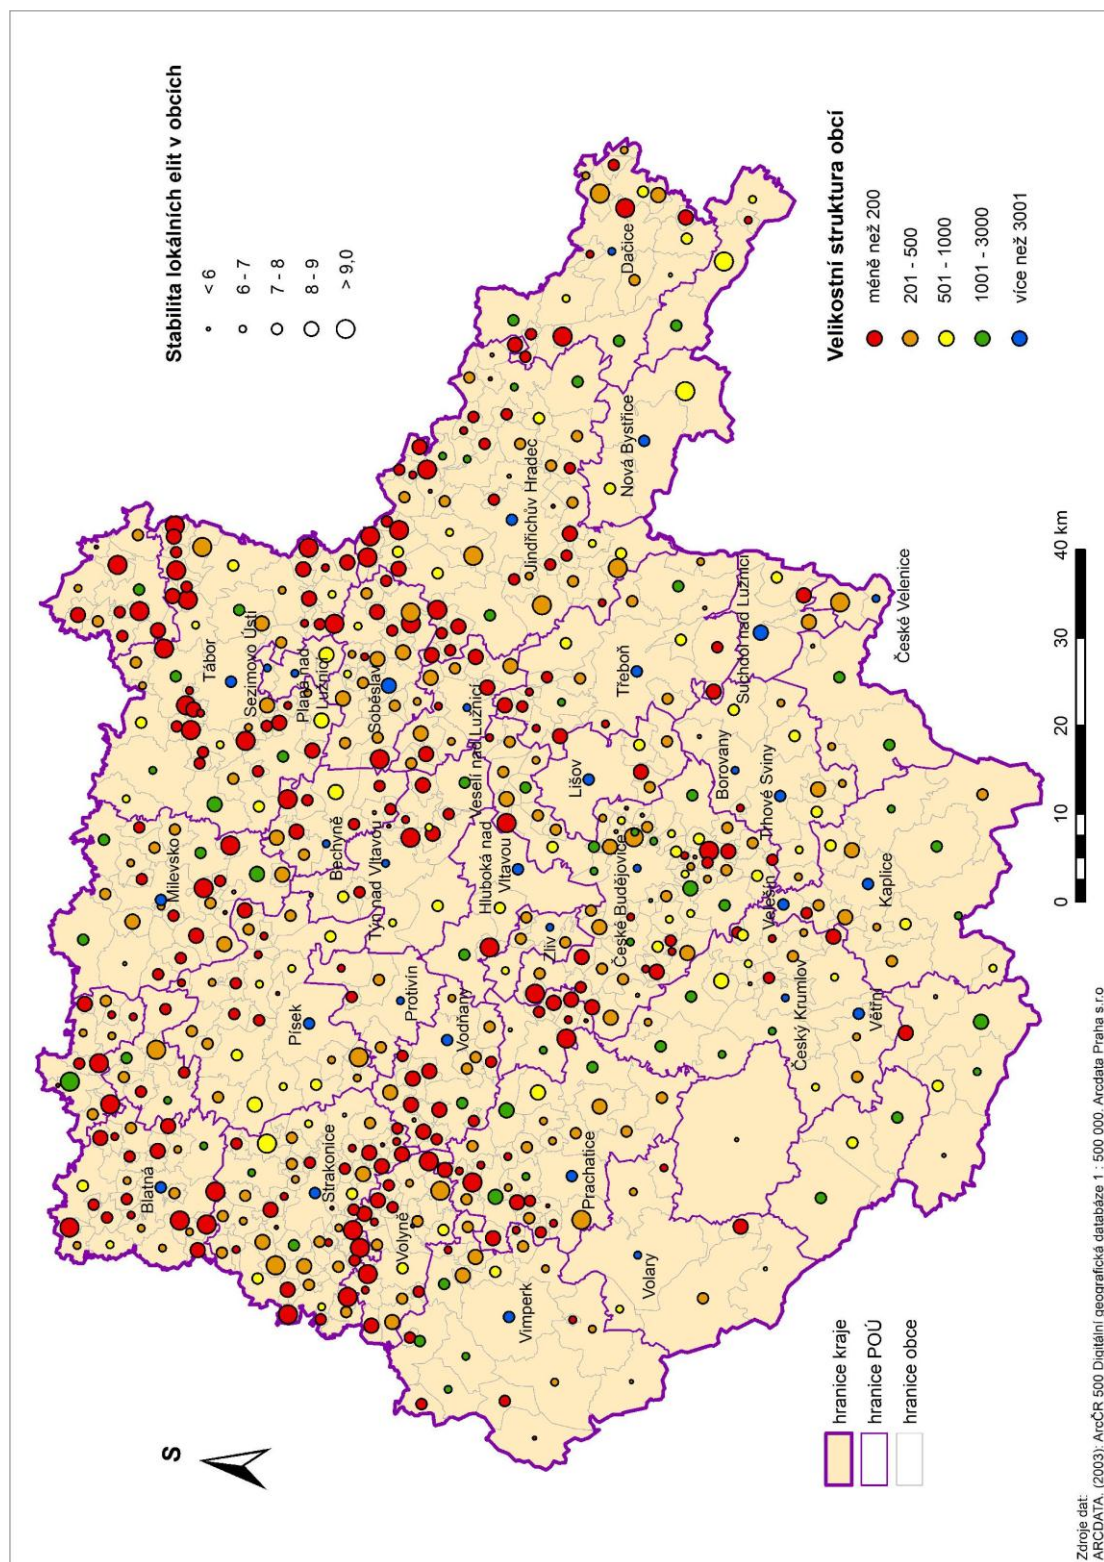 Stabilita lokálních elit v obcích
< 6
6 - 7
7 - 8
8 - 9
> 9,0
S
Milevsko
Tábor
Sezimovo Ústí
Planá nad
Lužnicí
Blatná
Písek
Bechyně
Soběslav
Strakonice
Týn nad Vltavou
Protivín
Veselí nad Lužnicí
Volyně
Vodňany
Hluboká nad
Vltavou
Jindřichův Hradec
Dačice
Vimperk
Zliv
Lišov
Třeboň
Nová Bystřice
Prachatice
České Budějovice
Volary
Borovany
Suchdol nad Lužnicí
Trhové Sviny
Velešín
Český Krumlov
Větřní
Kaplice
České Velenice
Velikostní struktura obcí
méně než 200
201 - 500
501 - 1000
1001 - 3000
více než 3001
hranice kraje
hranice POÚ
hranice obce
0
10
20
30
40 km
Zdroje dat:
ARCDATA, (2003): ArcČR 500 Digitální geografická databáze 1 : 500 000. Arcdata Praha s.r.o